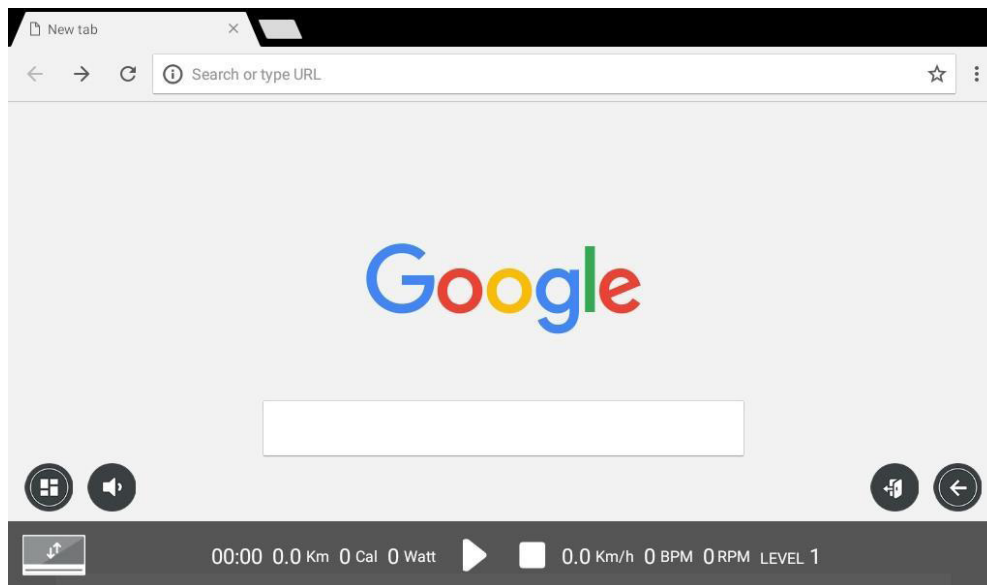 New tab
Search or type URL
Google
00:00 0.0 Km 0 Cal 0 Watt 0.0 Km/h 0 BPM 0 RPM LEVEL 1